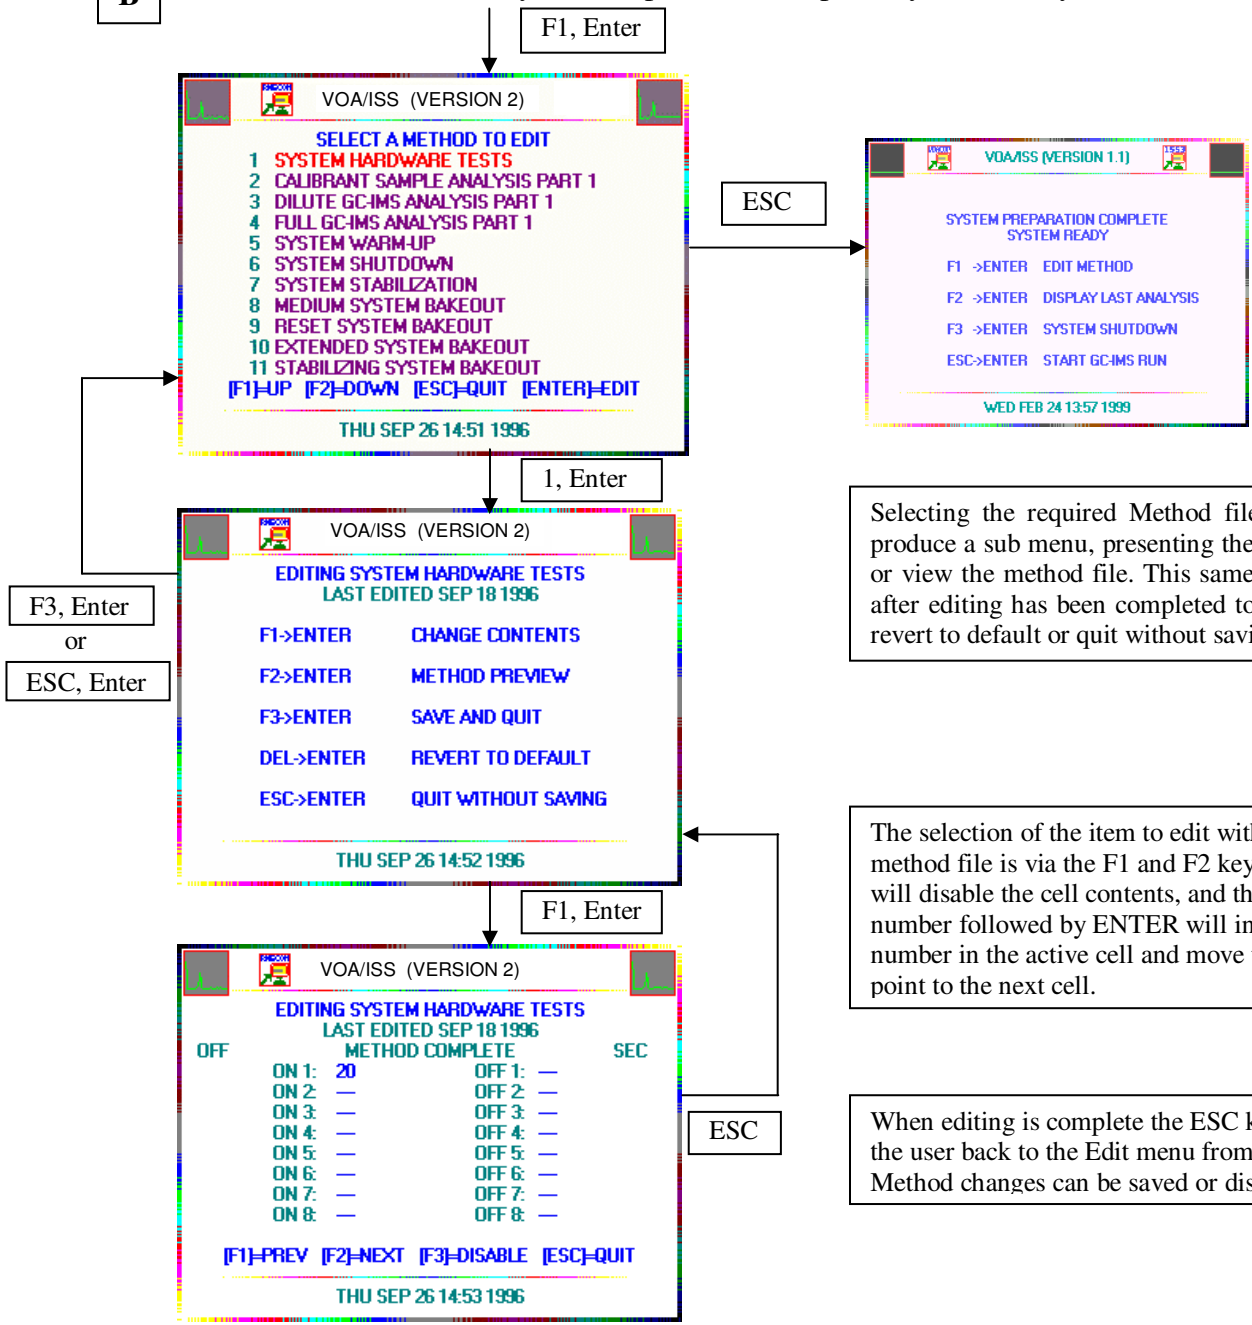 B
F1, Enter
VOA/ISS (VERSION 2)
SELECT A METHOD TO EDIT
1 SYSTEM HARDWARE TESTS
2 CALIBRANT SAMPLE ANALYSIS PART 1
3 DILUTE GC-IMS ANALYSIS PART 1
4 FULL GC-IMS ANALYSIS PART 1
5 SYSTEM WARM-UP
6 SYSTEM SHUTDOWN
7 SYSTEM STABILIZATION
8 MEDIUM SYSTEM BAKEOUT
9 RESET SYSTEM BAKEOUT
10 EXTENDED SYSTEM BAKEOUT
11 STABILIZING SYSTEM BAKEOUT
[F1]=UP [F2]=DOWN [ESC]=QUIT [ENTER]=EDIT
THU SEP 26 14:51 1996
ESC
VOA/ISS (VERSION 1.1)
1553
SYSTEM PREPARATION COMPLETE
SYSTEM READY
F1 ->ENTER EDIT METHOD
F2 ->ENTER DISPLAY LAST ANALYSIS
F3 ->ENTER SYSTEM SHUTDOWN
ESC->ENTER START GC-IMS RUN
WED FEB 24 13:57 1999
1, Enter
VOA/ISS (VERSION 2)
EDITING SYSTEM HARDWARE TESTS
LAST EDITED SEP 18 1996
F1->ENTER CHANGE CONTENTS
F2->ENTER METHOD PREVIEW
F3->ENTER SAVE AND QUIT
DEL->ENTER REVERT TO DEFAULT
ESC->ENTER QUIT WITHOUT SAVING
THU SEP 26 14:52 1996
F3, Enter
or
ESC, Enter
Selecting the required Method file
produce a sub menu, presenting the
or view the method file. This same
after editing has been completed to
revert to default or quit without savi
The selection of the item to edit with
method file is via the F1 and F2 key
will disable the cell contents, and th
number followed by ENTER will in
number in the active cell and move
point to the next cell.
F1, Enter
VOA/ISS (VERSION 2)
EDITING SYSTEM HARDWARE TESTS
LAST EDITED SEP 18 1996
OFF METHOD COMPLETE SEC
ON 1: 20 OFF 1: —
ON 2: — OFF 2: —
ON 3: — OFF 3: —
ON 4: — OFF 4: —
ON 5: — OFF 5: —
ON 6: — OFF 6: —
ON 7: — OFF 7: —
ON 8: — OFF 8: —
[F1]=PREV [F2]=NEXT [F3]=DISABLE [ESC]=QUIT
THU SEP 26 14:53 1996
ESC
When editing is complete the ESC k
the user back to the Edit menu from
Method changes can be saved or dis